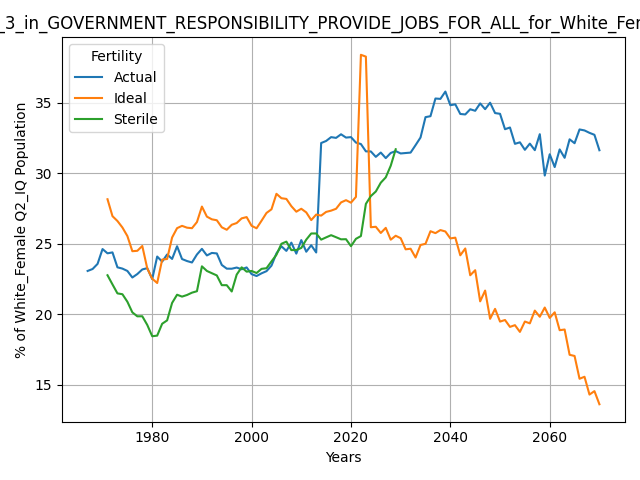 _3_in_GOVERNMENT_RESPONSIBILITY_PROVIDE_JOBS_FOR_ALL_for_White_Fer
Fertility
Actual
Ideal
Sterile
% of White_Female Q2_IQ Population
35
30
25
20
15
1980
2000
2020
2040
2060
Years